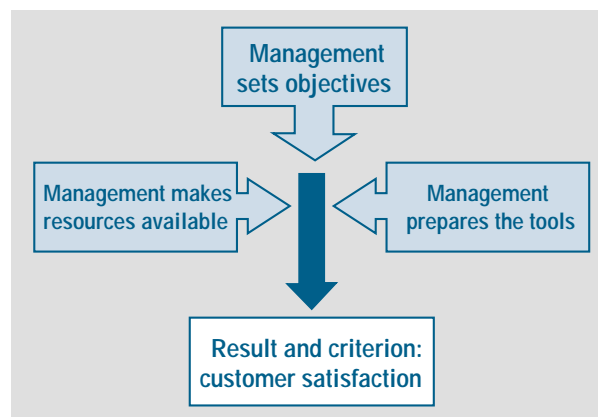 Management
sets objectives
Management makes
resources available
Management
prepares the tools
Result and criterion:
customer satisfaction